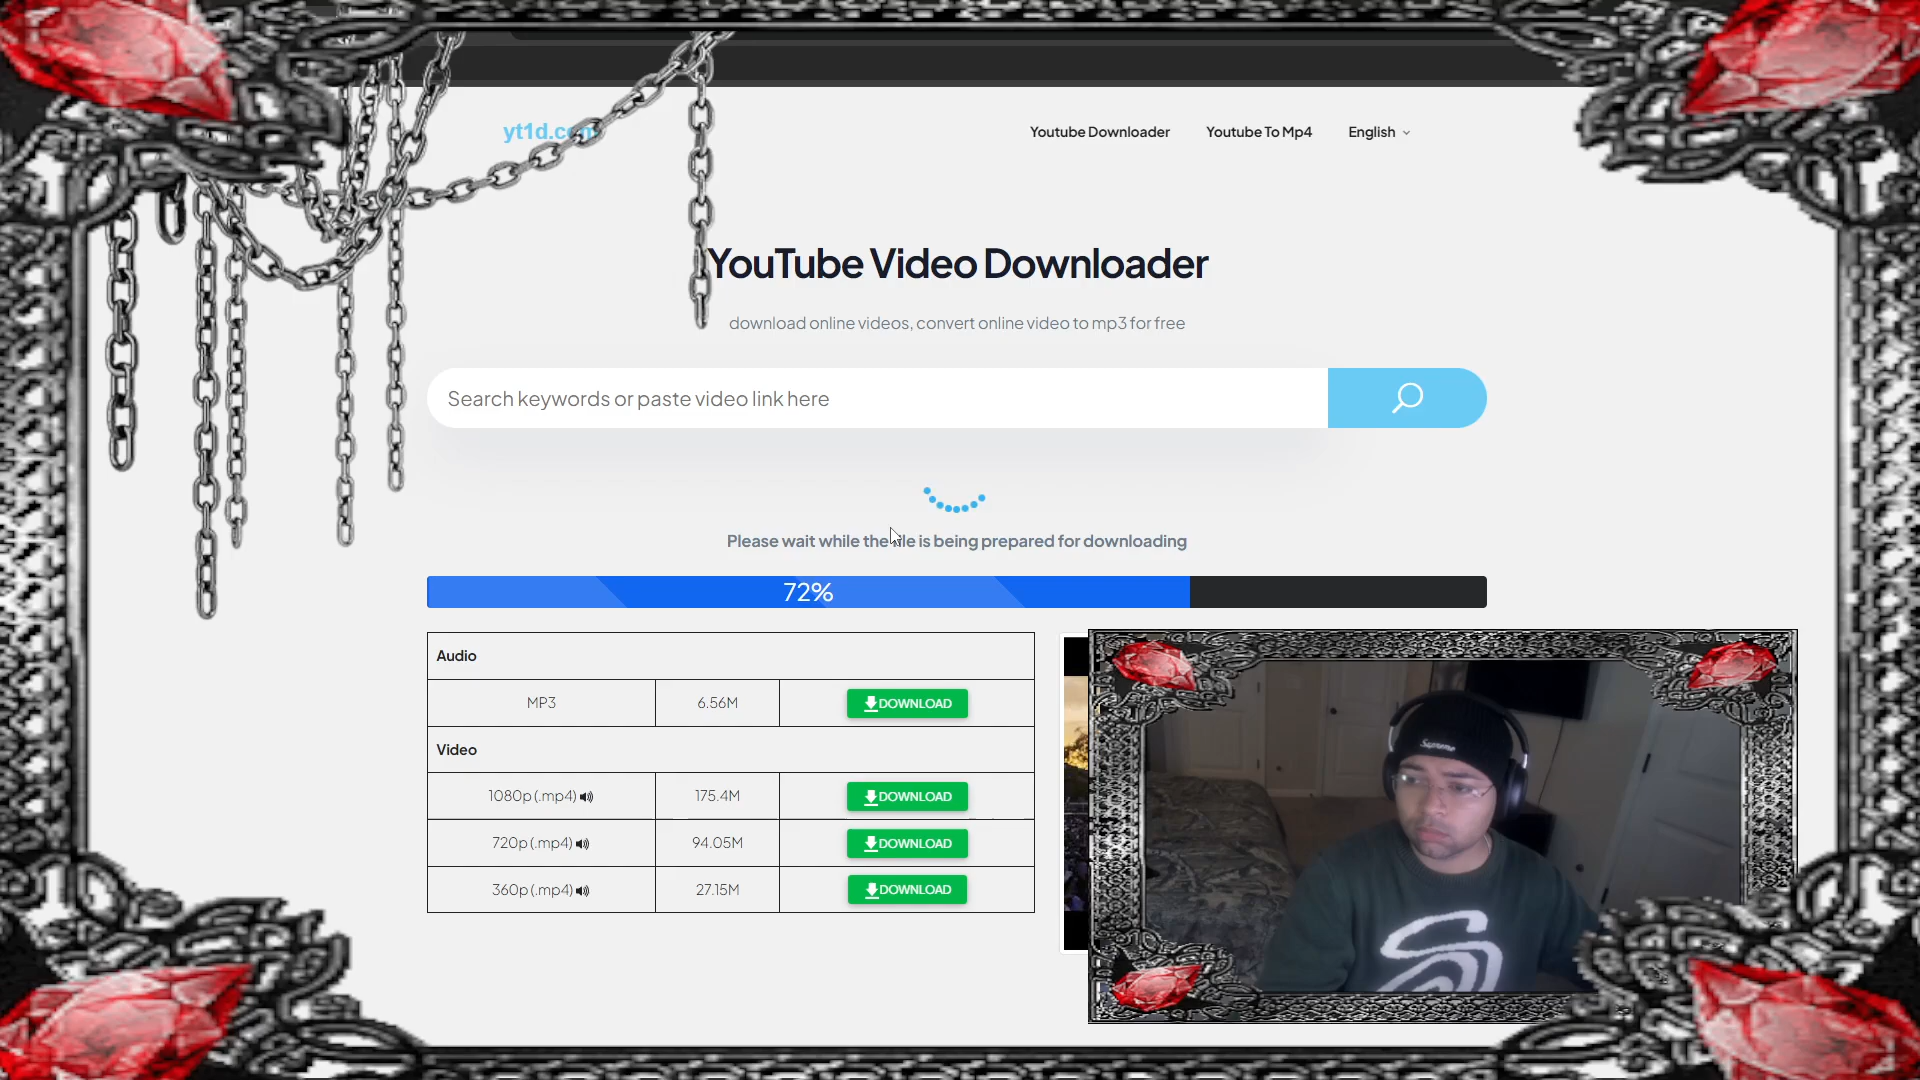 yt1d.com
Youtube Downloader
Youtube To Mp4
English
YouTube Video Downloader
download online videos, convert online video to mp3 for free
Search keywords or paste video link here
Please wait while the file is being prepared for downloading
72%
Audio
MP3 6.56M DOWNLOAD
Video
1080p (.mp4) 175.4M DOWNLOAD
720p (.mp4) 94.05M DOWNLOAD
360p (.mp4) 27.15M DOWNLOAD
Supreme